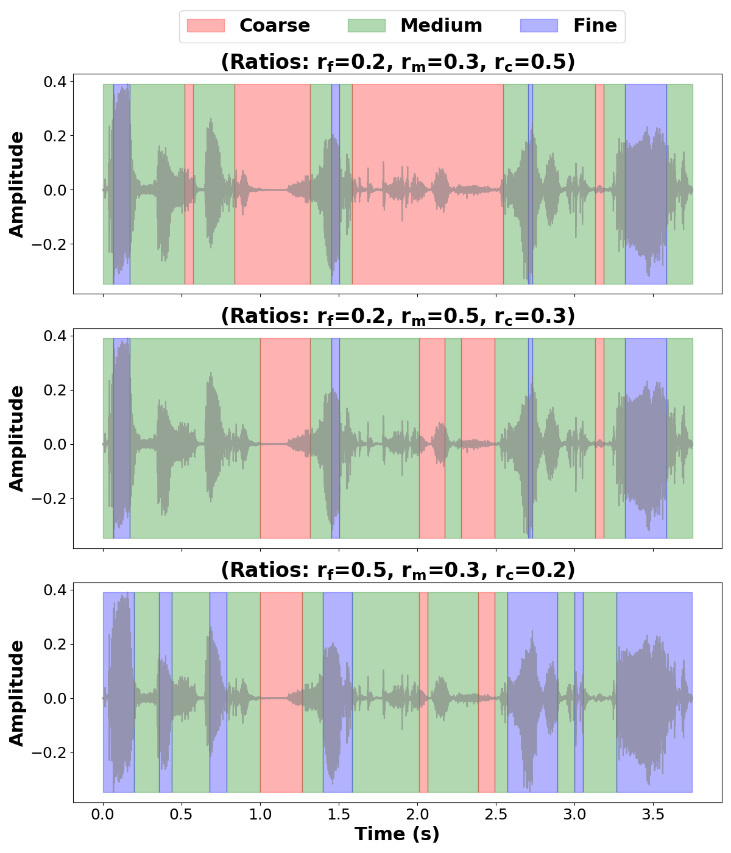 Coarse Medium Fine
(Ratios: r_f=0.2, r_m=0.3, r_c=0.5)
0.4
0.2
0.0
−0.2
Amplitude
(Ratios: r_f=0.2, r_m=0.5, r_c=0.3)
0.4
0.2
0.0
−0.2
Amplitude
(Ratios: r_f=0.5, r_m=0.3, r_c=0.2)
0.4
0.2
0.0
−0.2
Amplitude
0.0 0.5 1.0 1.5 2.0 2.5 3.0 3.5
Time (s)